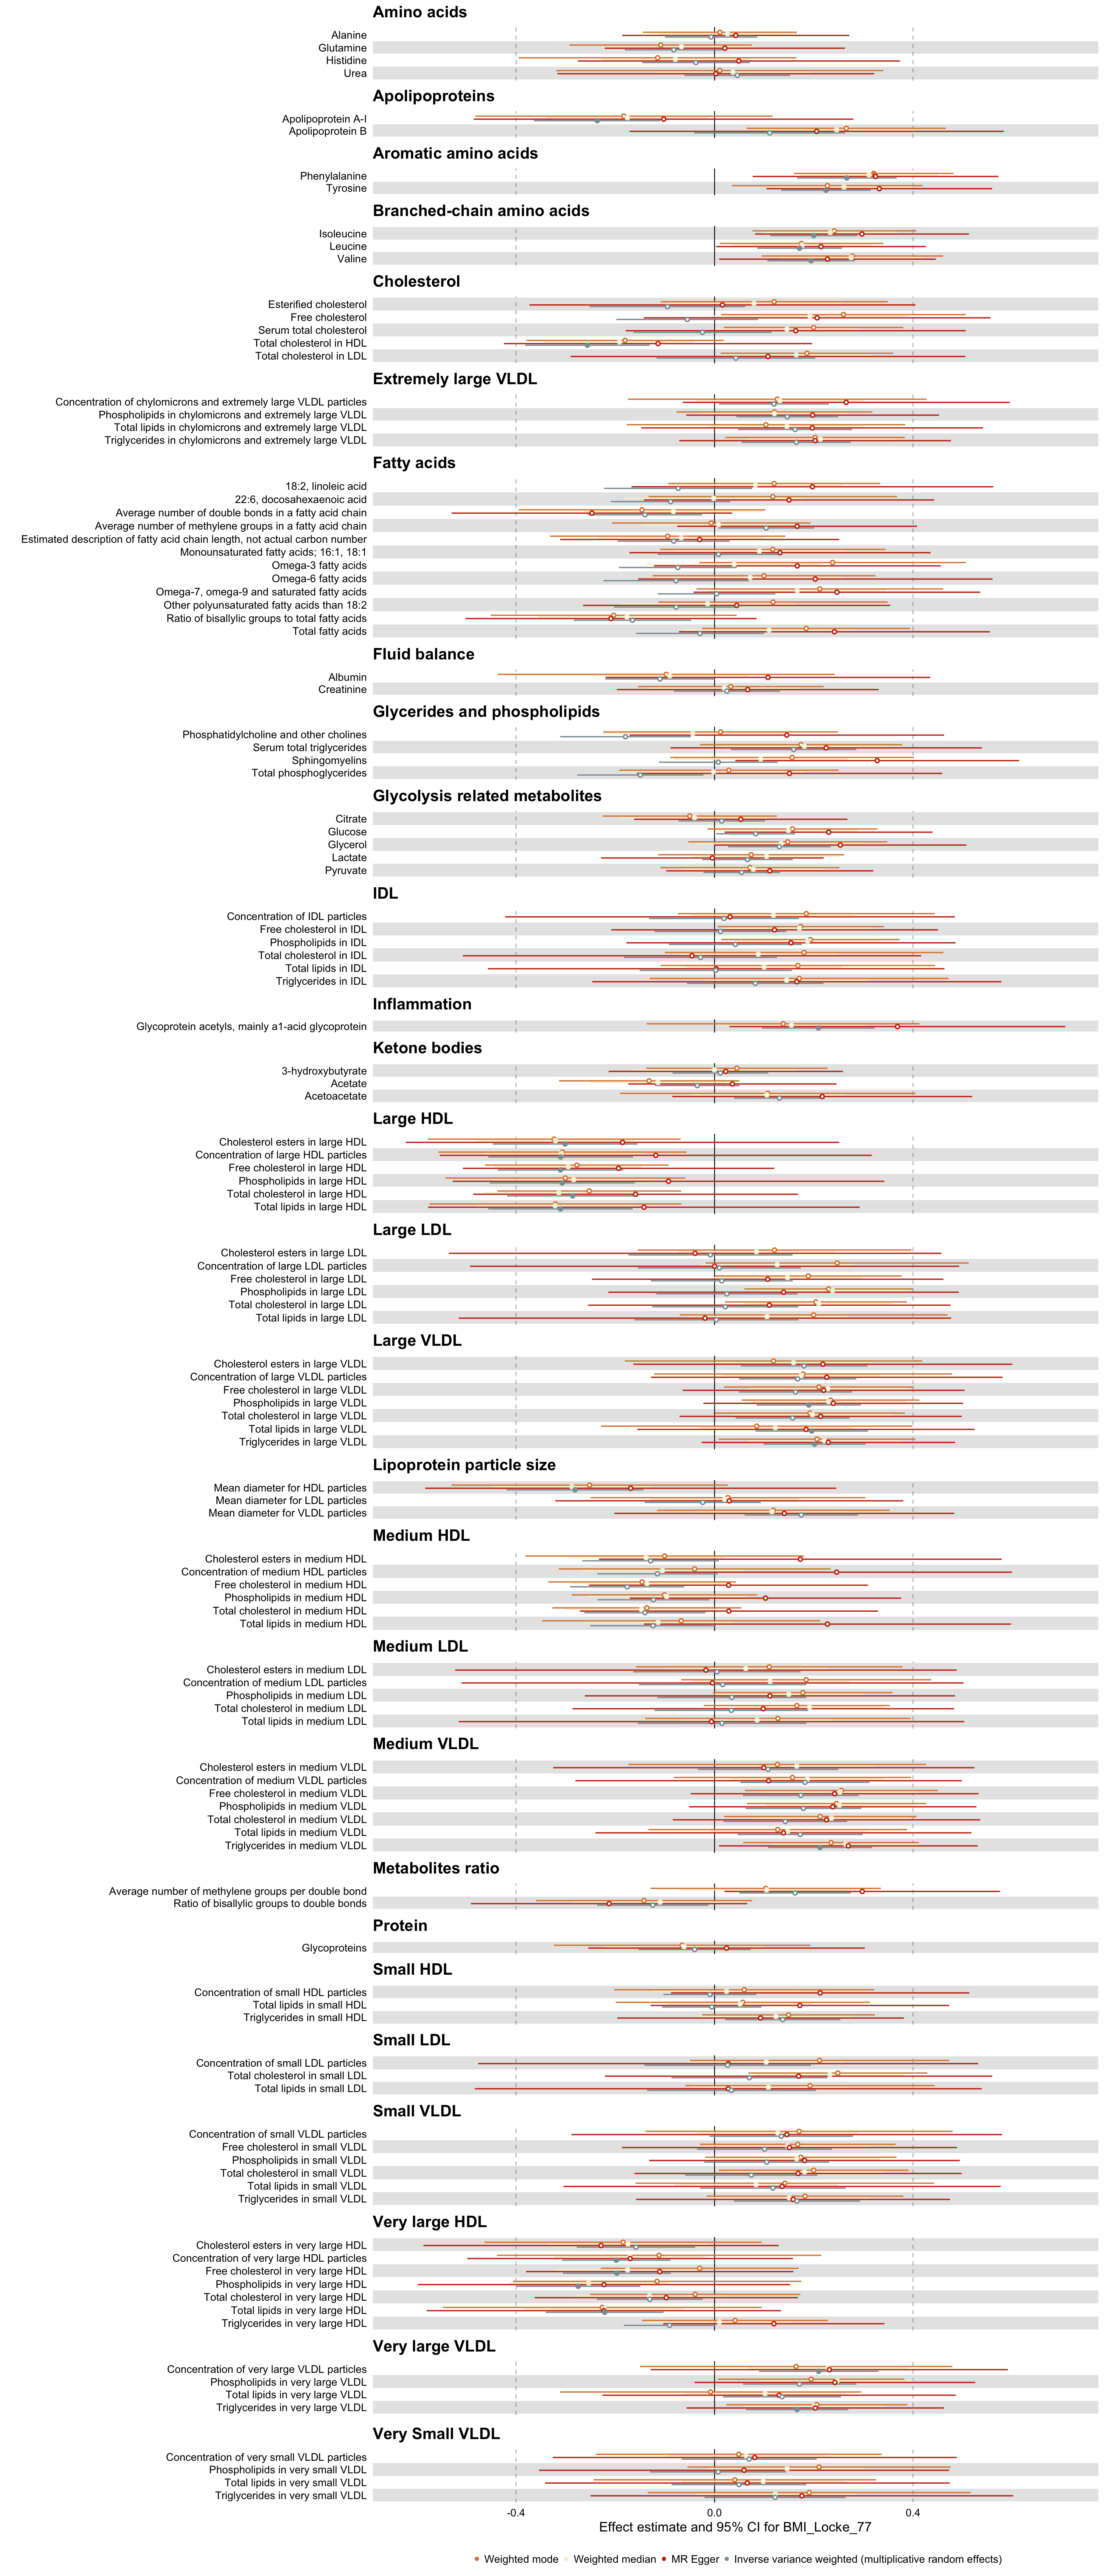 Amino acids
Alanine
Glutamine
Histidine
Urea
Apolipoproteins
Apolipoprotein A-I
Apolipoprotein B
Aromatic amino acids
Phenylalanine
Tyrosine
Branched-chain amino acids
Isoleucine
Leucine
Valine
Cholesterol
Esterified cholesterol
Free cholesterol
Serum total cholesterol
Total cholesterol in HDL
Total cholesterol in LDL
Extremely large VLDL
Concentration of chylomicrons and extremely large VLDL particles
Phospholipids in chylomicrons and extremely large VLDL
Total lipids in chylomicrons and extremely large VLDL
Triglycerides in chylomicrons and extremely large VLDL
Fatty acids
18:2, linoleic acid
22:6, docosahexaenoic acid
Average number of double bonds in a fatty acid chain
Average number of methylene groups in a fatty acid chain
Estimated description of fatty acid chain length, not actual carbon number
Monounsaturated fatty acids; 16:1, 18:1
Omega-3 fatty acids
Omega-6 fatty acids
Omega-7, omega-9 and saturated fatty acids
Other polyunsaturated fatty acids than 18:2
Ratio of bisallylic groups to total fatty acids
Total fatty acids
Fluid balance
Albumin
Creatinine
Glycerides and phospholipids
Phosphatidylcholine and other cholines
Serum total triglycerides
Sphingomyelins
Total phosphoglycerides
Glycolysis related metabolites
Citrate
Glucose
Glycerol
Lactate
Pyruvate
IDL
Concentration of IDL particles
Free cholesterol in IDL
Phospholipids in IDL
Total cholesterol in IDL
Total lipids in IDL
Triglycerides in IDL
Inflammation
Glycoprotein acetyls, mainly a1-acid glycoprotein
Ketone bodies
3-hydroxybutyrate
Acetate
Acetoacetate
Large HDL
Cholesterol esters in large HDL
Concentration of large HDL particles
Free cholesterol in large HDL
Phospholipids in large HDL
Total cholesterol in large HDL
Total lipids in large HDL
Large LDL
Cholesterol esters in large LDL
Concentration of large LDL particles
Free cholesterol in large LDL
Phospholipids in large LDL
Total cholesterol in large LDL
Total lipids in large LDL
Large VLDL
Cholesterol esters in large VLDL
Concentration of large VLDL particles
Free cholesterol in large VLDL
Phospholipids in large VLDL
Total cholesterol in large VLDL
Total lipids in large VLDL
Triglycerides in large VLDL
Lipoprotein particle size
Mean diameter for HDL particles
Mean diameter for LDL particles
Mean diameter for VLDL particles
Medium HDL
Cholesterol esters in medium HDL
Concentration of medium HDL particles
Free cholesterol in medium HDL
Phospholipids in medium HDL
Total cholesterol in medium HDL
Total lipids in medium HDL
Medium LDL
Cholesterol esters in medium LDL
Concentration of medium LDL particles
Phospholipids in medium LDL
Total cholesterol in medium LDL
Total lipids in medium LDL
Medium VLDL
Cholesterol esters in medium VLDL
Concentration of medium VLDL particles
Free cholesterol in medium VLDL
Phospholipids in medium VLDL
Total cholesterol in medium VLDL
Total lipids in medium VLDL
Triglycerides in medium VLDL
Metabolites ratio
Average number of methylene groups per double bond
Ratio of bisallylic groups to double bonds
Protein
Glycoproteins
Small HDL
Concentration of small HDL particles
Total lipids in small HDL
Triglycerides in small HDL
Small LDL
Concentration of small LDL particles
Total cholesterol in small LDL
Total lipids in small LDL
Small VLDL
Concentration of small VLDL particles
Free cholesterol in small VLDL
Phospholipids in small VLDL
Total cholesterol in small VLDL
Total lipids in small VLDL
Triglycerides in small VLDL
Very large HDL
Cholesterol esters in very large HDL
Concentration of very large HDL particles
Free cholesterol in very large HDL
Phospholipids in very large HDL
Total cholesterol in very large HDL
Total lipids in very large HDL
Triglycerides in very large HDL
Very large VLDL
Concentration of very large VLDL particles
Phospholipids in very large VLDL
Total lipids in very large VLDL
Triglycerides in very large VLDL
Very Small VLDL
Concentration of very small VLDL particles
Phospholipids in very small VLDL
Total lipids in very small VLDL
Triglycerides in very small VLDL
-0.4 0.0 0.4
Effect estimate and 95% CI for BMI_Locke_77
Weighted mode Weighted median MR Egger Inverse variance weighted (multiplicative random effects)